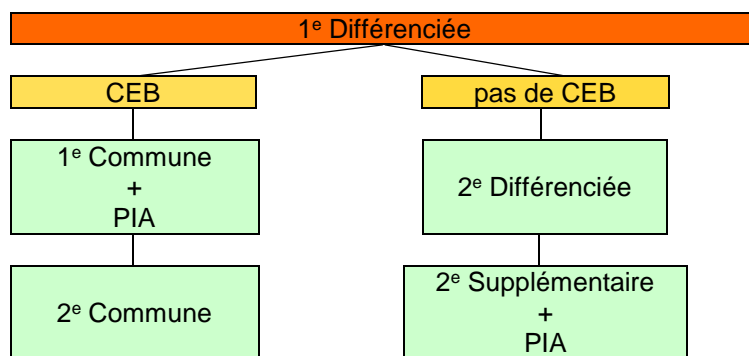 1e Différenciée
CEB
pas de CEB
1e Commune
+
PIA
2e Différenciée
2e Commune
2e Supplémentaire
+
PIA